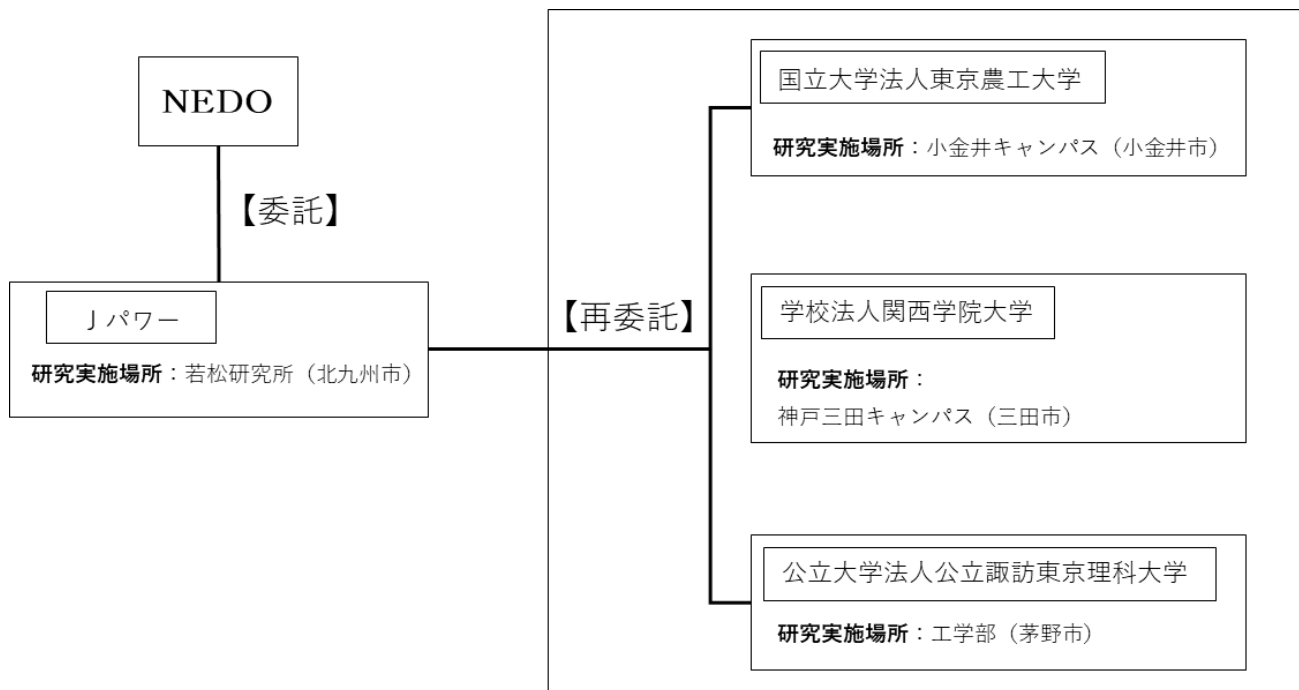 NEDO
【委託】
Ｊパワー
研究実施場所：若松研究所（北九州市）
【再委託】
国立大学法人東京農工大学
研究実施場所：小金井キャンパス（小金井市）
学校法人関西学院大学
研究実施場所：
神戸三田キャンパス（三田市）
公立大学法人公立諏訪東京理科大学
研究実施場所：工学部（茅野市）